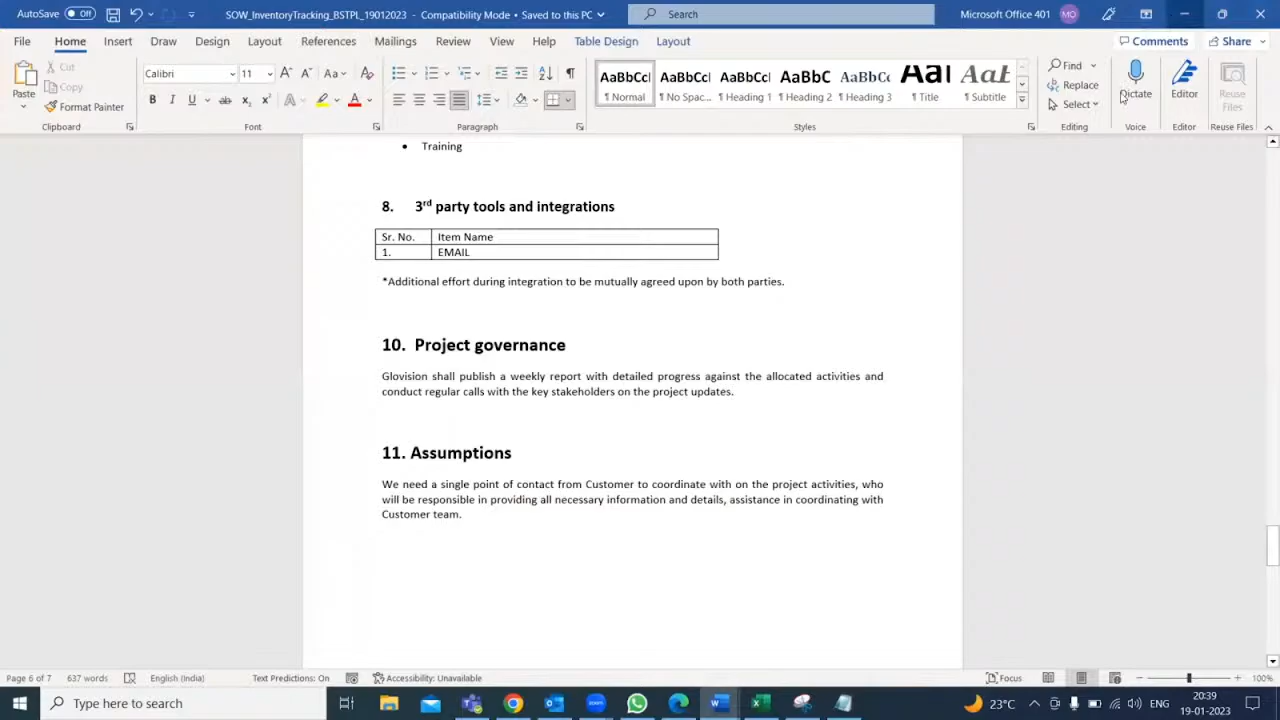 AutoSave Off SOW_InventoryTracking_BSTPL_19012023 - Compatibility Mode • Saved to this PC Search Microsoft Office 401 MO
File Home Insert Draw Design Layout References Mailings Review View Help Table Design Layout Comments Share
Paste Cut Copy Format Painter
Calibri 11
AaBbCcI AaBbCcI AaBbCcI AaBbC AaBbCc AaI AaB
¶ Normal ¶ No Spac... ¶ Heading 1 ¶ Heading 2 ¶ Heading 3 ¶ Title ¶ Subtitle
Find Replace Select Dictate Editor Reuse Files
Clipboard Font Paragraph Styles Editing Voice Editor Reuse Files
• Training
8. 3rd party tools and integrations
Sr. No. Item Name
1. EMAIL
*Additional effort during integration to be mutually agreed upon by both parties.
10. Project governance
Glovision shall publish a weekly report with detailed progress against the allocated activities and
conduct regular calls with the key stakeholders on the project updates.
11. Assumptions
We need a single point of contact from Customer to coordinate with on the project activities, who
will be responsible in providing all necessary information and details, assistance in coordinating with
Customer team.
Page 6 of 7 637 words English (India) Text Predictions: On Accessibility: Unavailable Focus 100%
Type here to search 23°C 20:39
19-01-2023